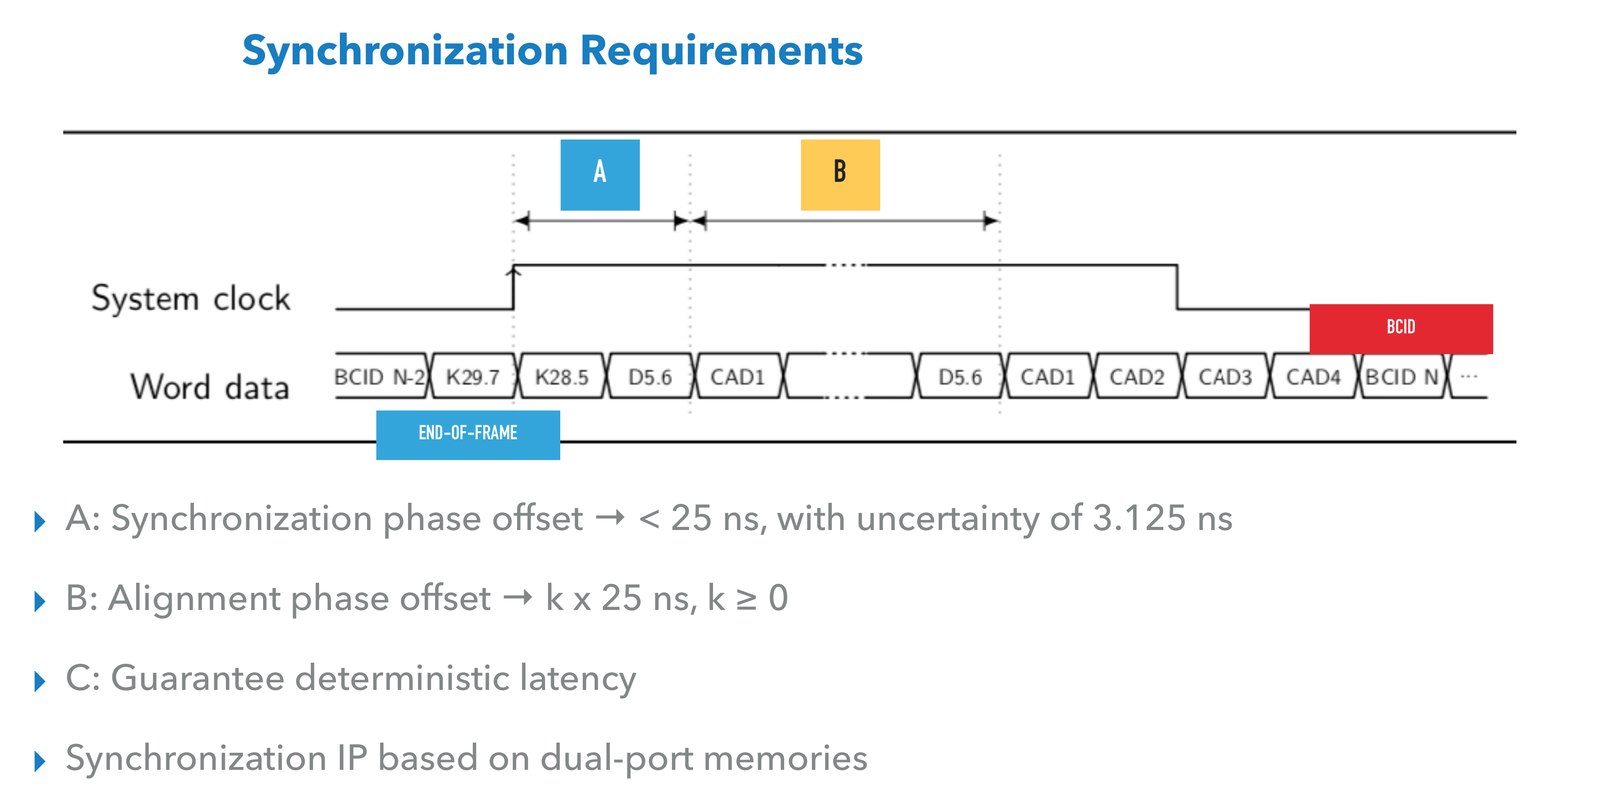 Synchronization Requirements
A
B
System clock
BCID
Word data
BCID N-2 K29.7 K28.5 D5.6 CAD1 D5.6 CAD1 CAD2 CAD3 CAD4 BCID N ...
END-OF-FRAME
A: Synchronization phase offset → < 25 ns, with uncertainty of 3.125 ns
B: Alignment phase offset → k x 25 ns, k ≥ 0
C: Guarantee deterministic latency
Synchronization IP based on dual-port memories